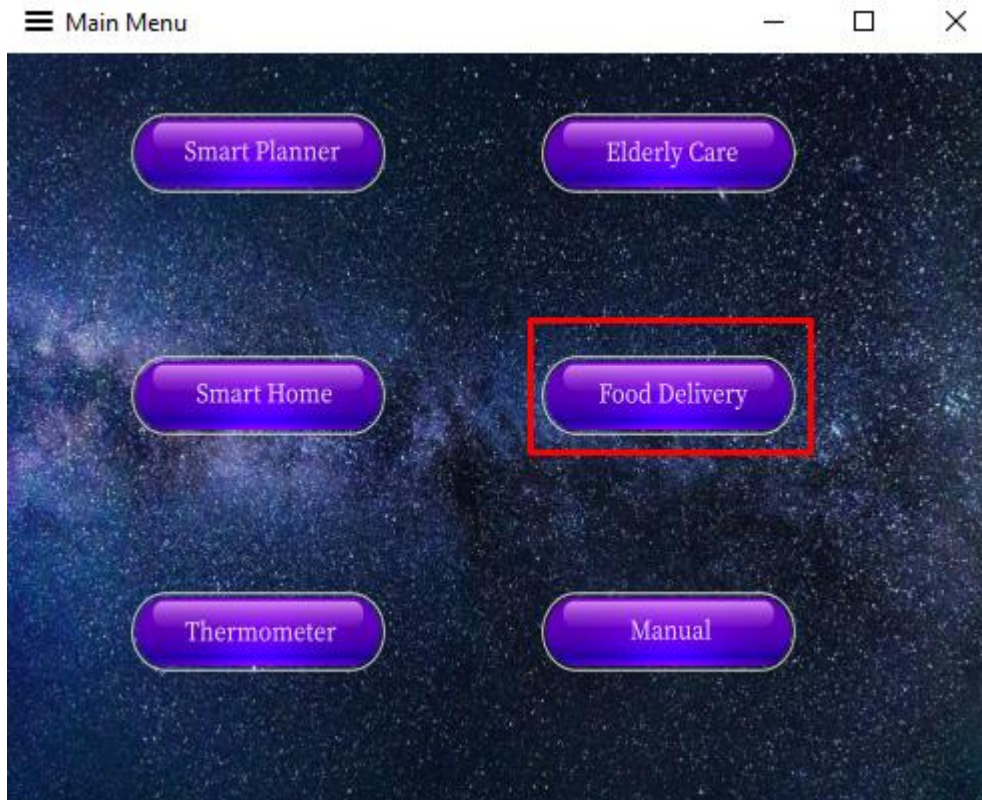 Main Menu
Smart Planner
Elderly Care
Smart Home
Food Delivery
Thermometer
Manual